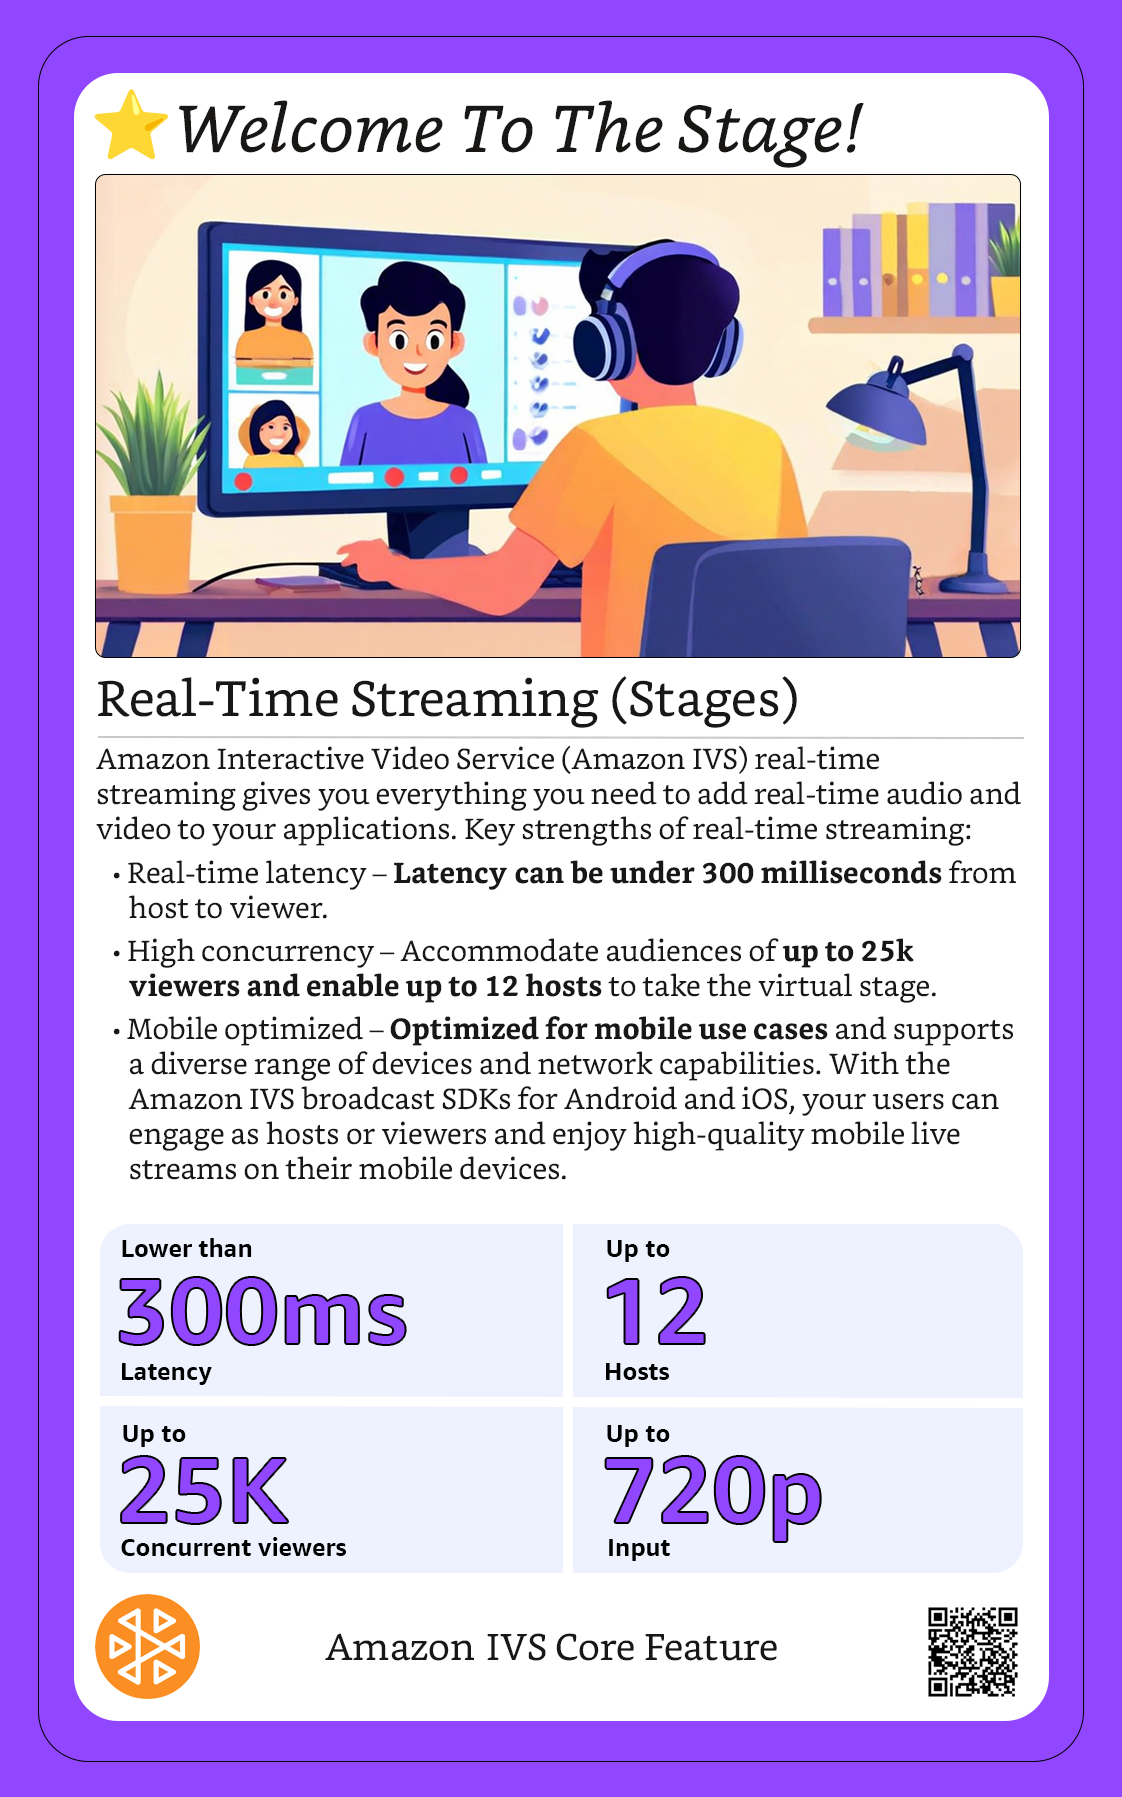 Welcome To The Stage!
Real-Time Streaming (Stages)
Amazon Interactive Video Service (Amazon IVS) real-time
streaming gives you everything you need to add real-time audio and
video to your applications. Key strengths of real-time streaming:
• Real-time latency – Latency can be under 300 milliseconds from
host to viewer.
• High concurrency – Accommodate audiences of up to 25k
viewers and enable up to 12 hosts to take the virtual stage.
• Mobile optimized – Optimized for mobile use cases and supports
a diverse range of devices and network capabilities. With the
Amazon IVS broadcast SDKs for Android and iOS, your users can
engage as hosts or viewers and enjoy high-quality mobile live
streams on their mobile devices.
Lower than
300ms
Latency
Up to
12
Hosts
Up to
25K
Concurrent viewers
Up to
720p
Input
Amazon IVS Core Feature